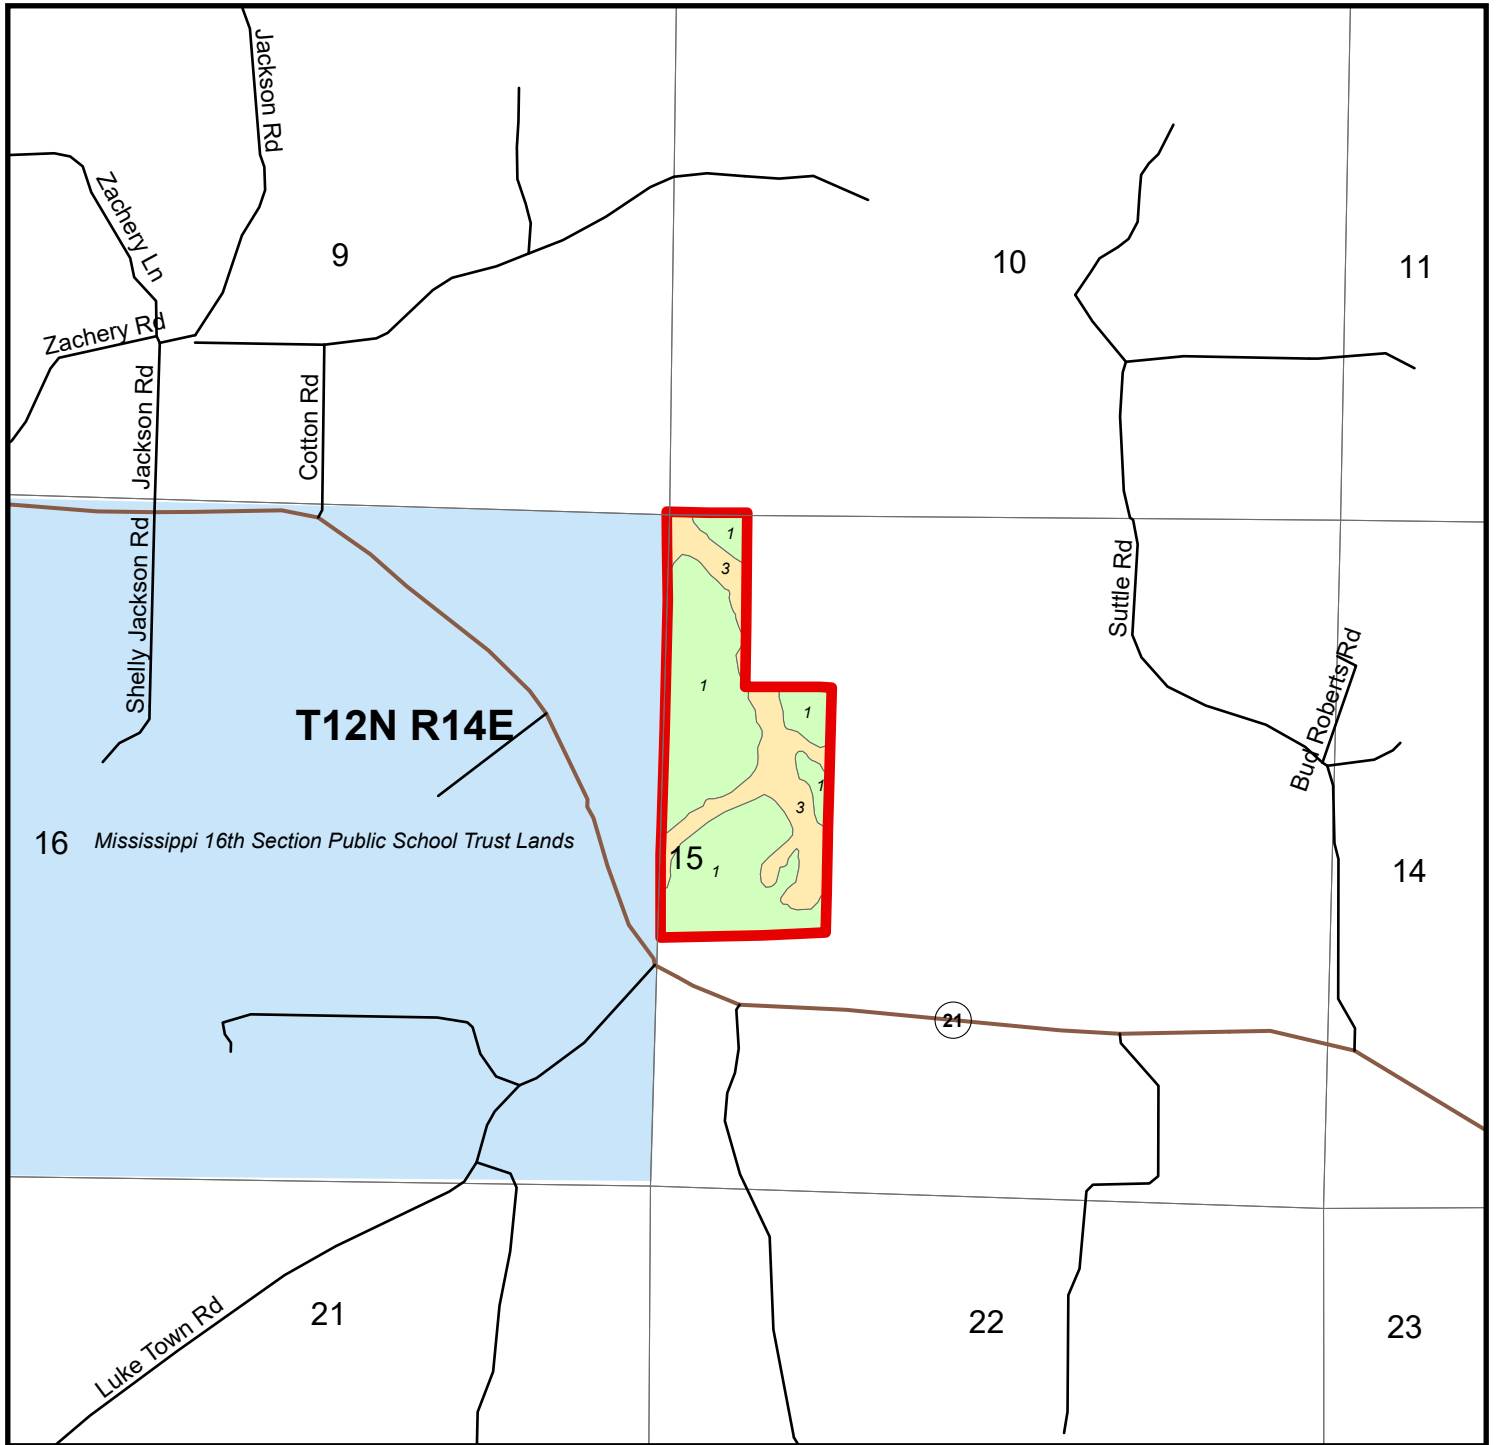 Jackson Rd
Zachery Ln
9
10
11
Zachery Rd
Jackson Rd
Cotton Rd
1
3
Shelly Jackson Rd
Suttle Rd
1
T12N R14E
1
Bud Roberts Rd
1
3
16
Mississippi 16th Section Public School Trust Lands
15
1
14
21
21
22
23
Luke Town Rd